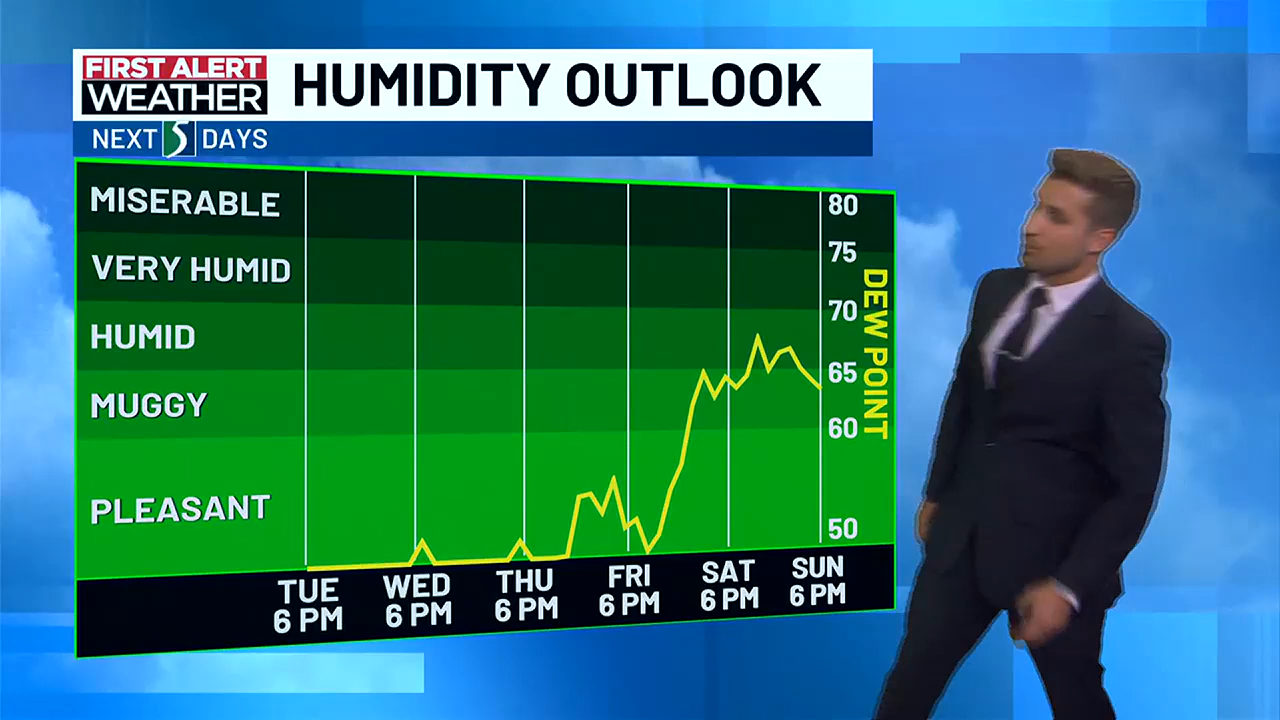 FIRST ALERT
WEATHER
HUMIDITY OUTLOOK
NEXT 5 DAYS
MISERABLE
VERY HUMID
HUMID
MUGGY
PLEASANT
80
75
70
65
60
50
DEW POINT
TUE
6 PM
WED
6 PM
THU
6 PM
FRI
6 PM
SAT
6 PM
SUN
6 PM